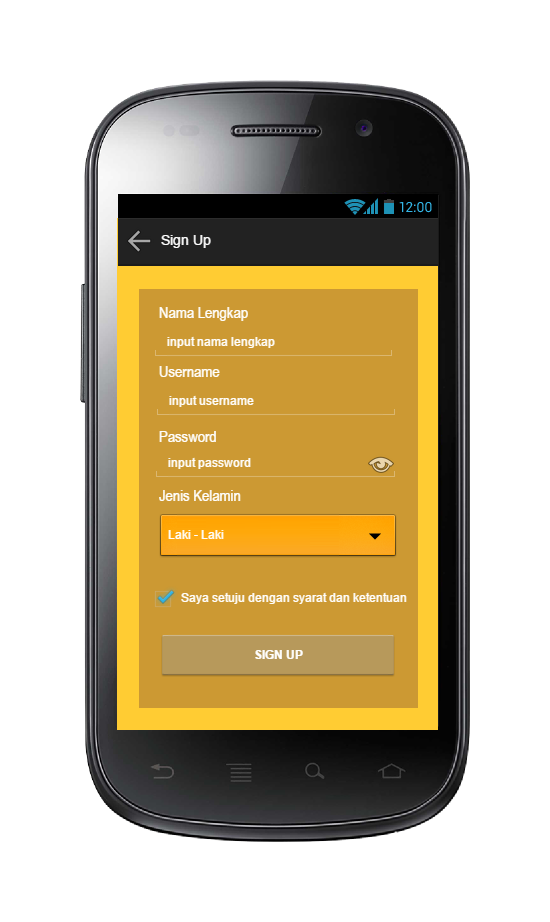 12:00
Sign Up
Nama Lengkap
input nama lengkap
Username
input username
Password
input password
Jenis Kelamin
Laki - Laki
Saya setuju dengan syarat dan ketentuan
SIGN UP